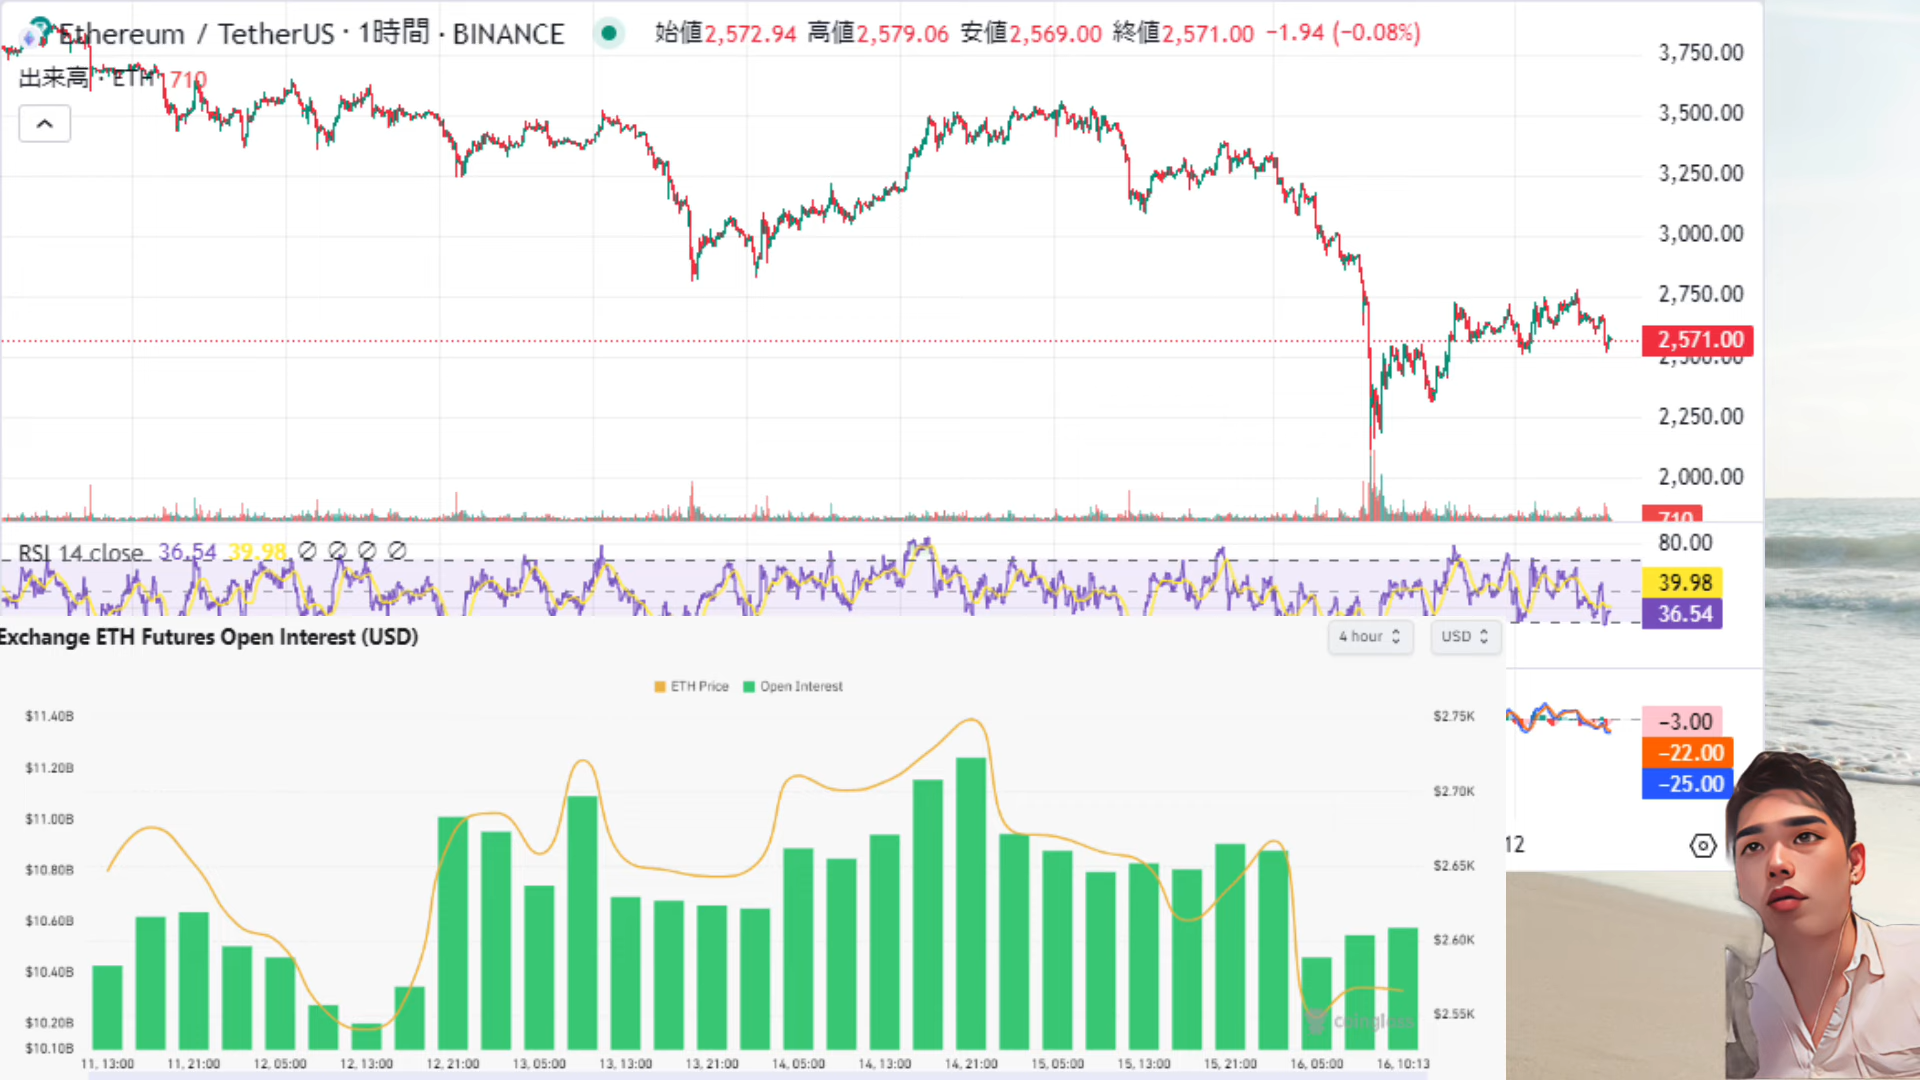 Ethereum / TetherUS · 1時間 · BINANCE 始値2,572.94 高値2,579.06 安値2,569.00 終値2,571.00 −1.94 (−0.08%)
出来高 · ETH 710
3,750.00
3,500.00
3,250.00
3,000.00
2,750.00
2,571.00
2,500.00
2,250.00
2,000.00
710
RSI 14 close 36.54 39.98 ∅ ∅ ∅ ∅
80.00
39.98
36.54
Exchange ETH Futures Open Interest (USD)
4 hour USD
ETH Price Open Interest
$11.40B
$11.20B
$11.00B
$10.80B
$10.60B
$10.40B
$10.20B
$10.10B
$2.75K
$2.70K
$2.65K
$2.60K
$2.55K
coinglass
11, 13:00 11, 21:00 12, 05:00 12, 13:00 12, 21:00 13, 05:00 13, 13:00 13, 21:00 14, 05:00 14, 13:00 14, 21:00 15, 05:00 15, 13:00 15, 21:00 16, 05:00 16, 10:13
−3.00
−22.00
−25.00
12